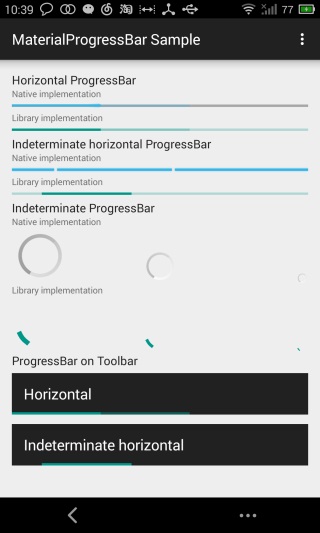 10:39 淘 77
MaterialProgressBar Sample
Horizontal ProgressBar
Native implementation
Library implementation
Indeterminate horizontal ProgressBar
Native implementation
Library implementation
Indeterminate ProgressBar
Native implementation
Library implementation
ProgressBar on Toolbar
Horizontal
Indeterminate horizontal